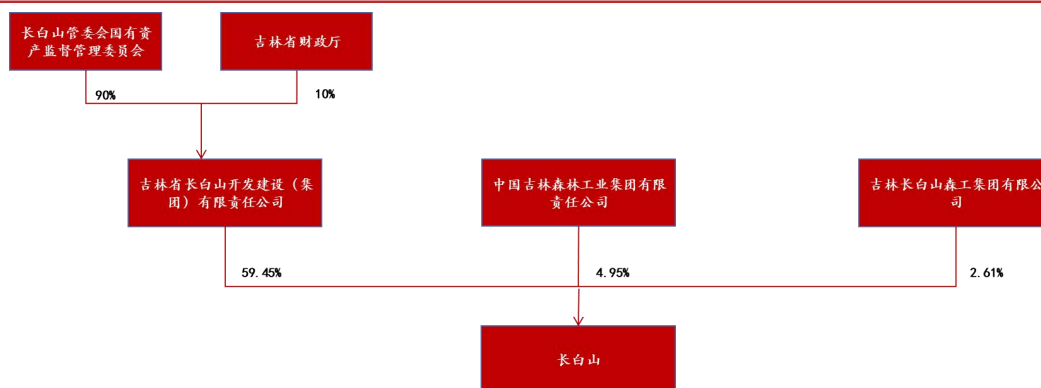 长白山管委会国有资
产监督管理委员会
吉林省财政厅
90%
10%
吉林省长白山开发建设（集
团）有限责任公司
中国吉林森林工业集团有限
责任公司
吉林长白山森工集团有限公
司
59.45%
4.95%
2.61%
长白山